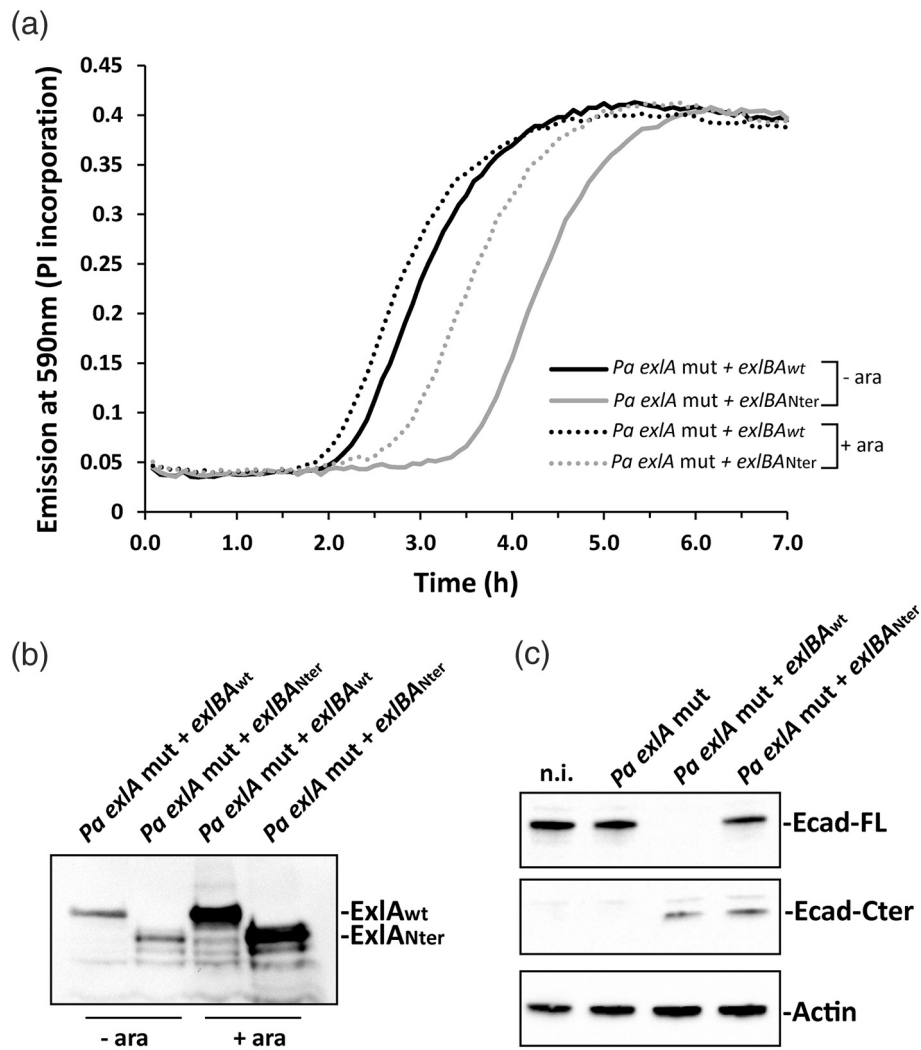 (a)
Emission at 590nm (PI incorporation)
0.45
0.4
0.35
0.3
0.25
0.2
0.15
0.1
0.05
0
0.0 1.0 2.0 3.0 4.0 5.0 6.0 7.0
Time (h)
Pa exlA mut + exlBAwt
Pa exlA mut + exlBANter
- ara
Pa exlA mut + exlBAwt
Pa exlA mut + exlBANter
+ ara
(b)
Pa exlA mut + exlBAwt
Pa exlA mut + exlBANter
Pa exlA mut + exlBAwt
Pa exlA mut + exlBANter
-ExlAwt
-ExlANter
- ara
+ ara
(c)
n.i.
Pa exlA mut
Pa exlA mut + exlBAwt
Pa exlA mut + exlBANter
-Ecad-FL
-Ecad-Cter
-Actin